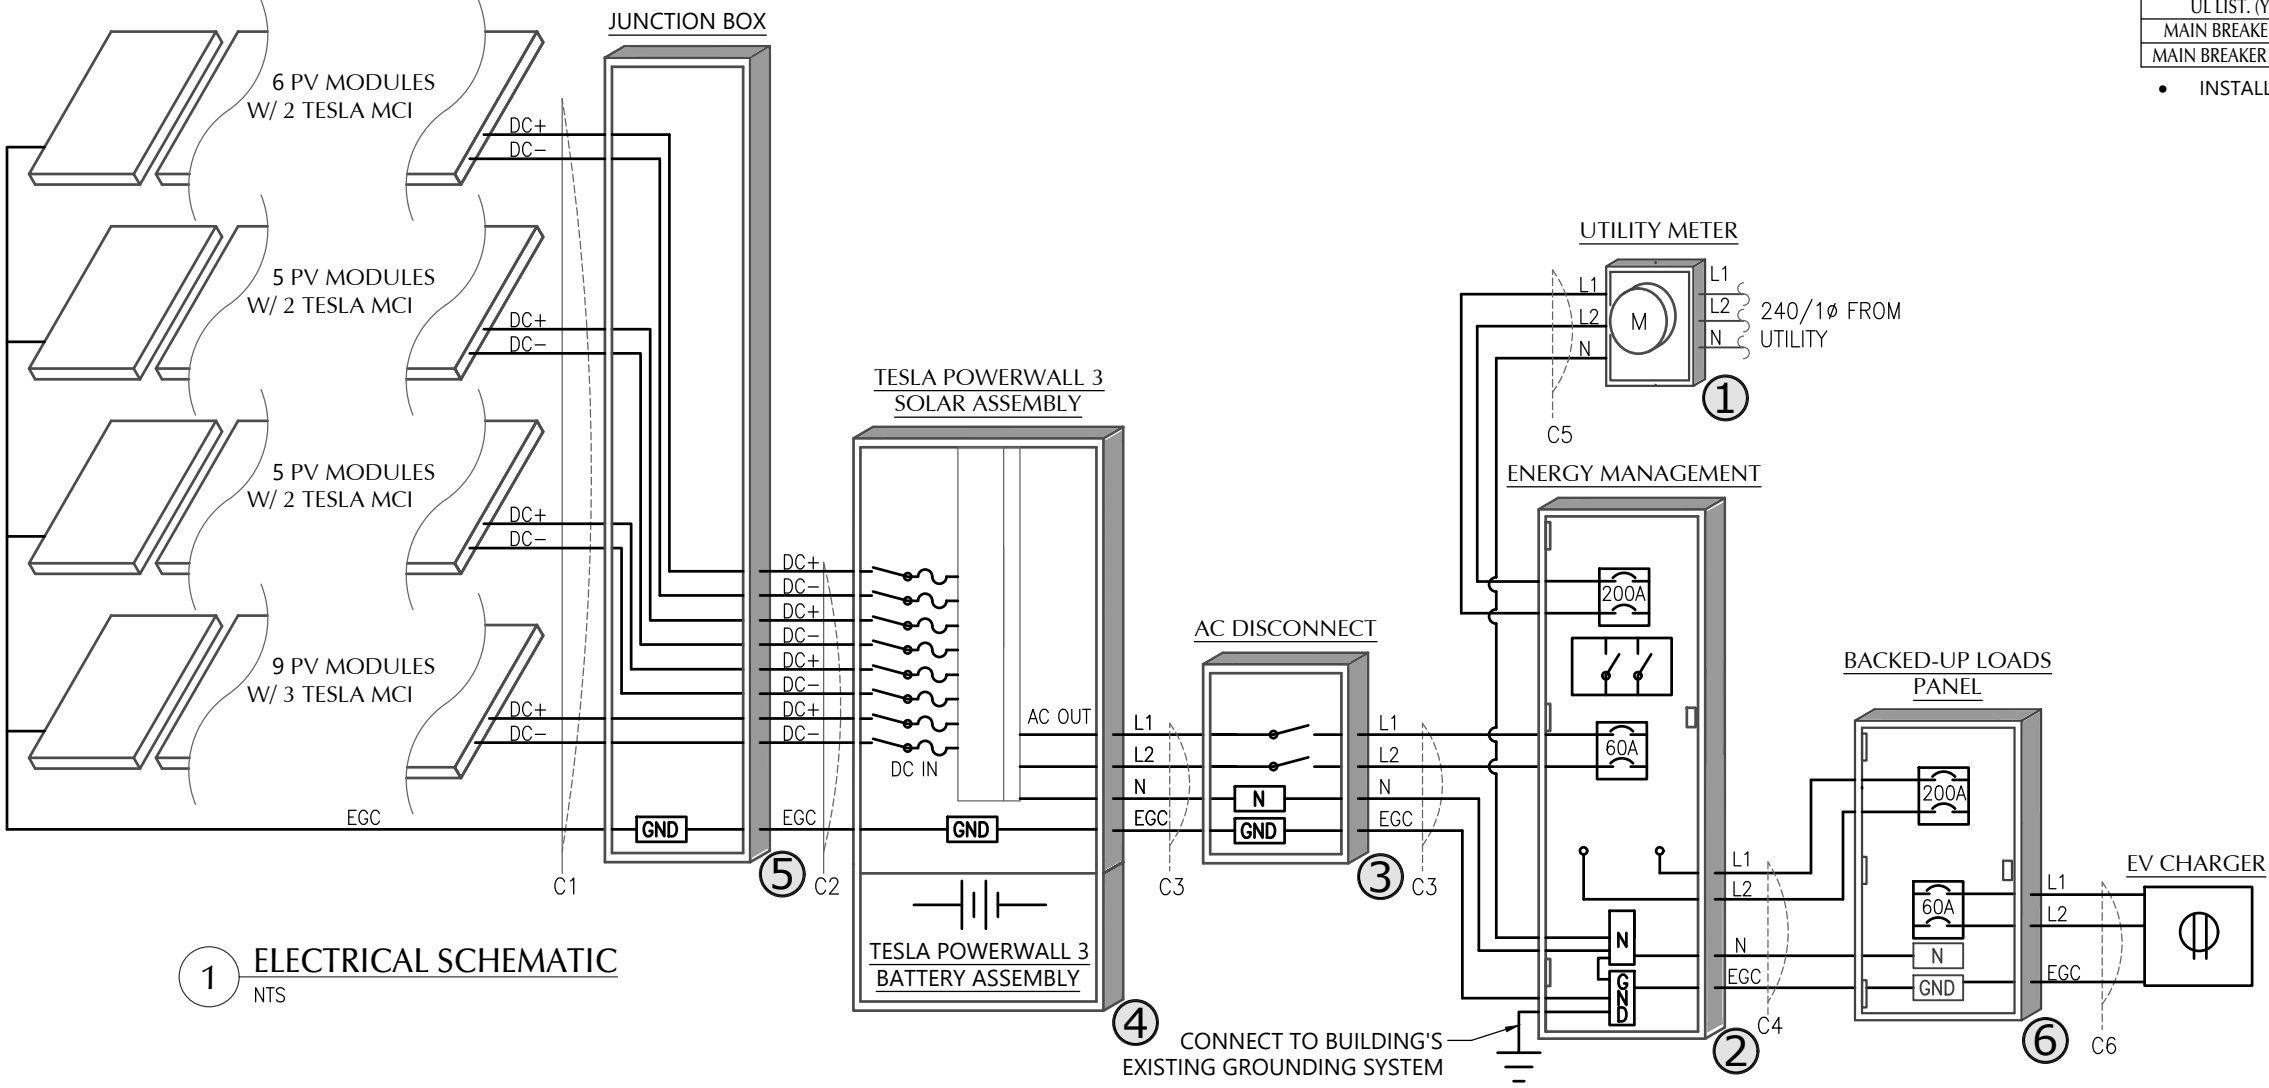 JUNCTION BOX
UL LIST. (Y
MAIN BREAKE
MAIN BREAKER
• INSTALL
6 PV MODULES
W/ 2 TESLA MCI
DC+
DC-
5 PV MODULES
W/ 2 TESLA MCI
DC+
DC-
5 PV MODULES
W/ 2 TESLA MCI
DC+
DC-
9 PV MODULES
W/ 3 TESLA MCI
DC+
DC-
EGC
GND
C1
5
DC+
DC-
DC+
DC-
DC+
DC-
DC+
DC-
EGC
C2
TESLA POWERWALL 3
SOLAR ASSEMBLY
DC IN
AC OUT
GND
TESLA POWERWALL 3
BATTERY ASSEMBLY
4
L1
L2
N
EGC
C3
AC DISCONNECT
N
GND
3
L1
L2
N
EGC
C3
UTILITY METER
L1
L2
N
M
L1
L2
N
240/1ø FROM
UTILITY
1
C5
ENERGY MANAGEMENT
200A
60A
N
GND
2
CONNECT TO BUILDING'S
EXISTING GROUNDING SYSTEM
L1
L2
N
EGC
C4
BACKED-UP LOADS
PANEL
200A
60A
N
GND
6
L1
L2
EGC
C6
EV CHARGER
1
ELECTRICAL SCHEMATIC
NTS